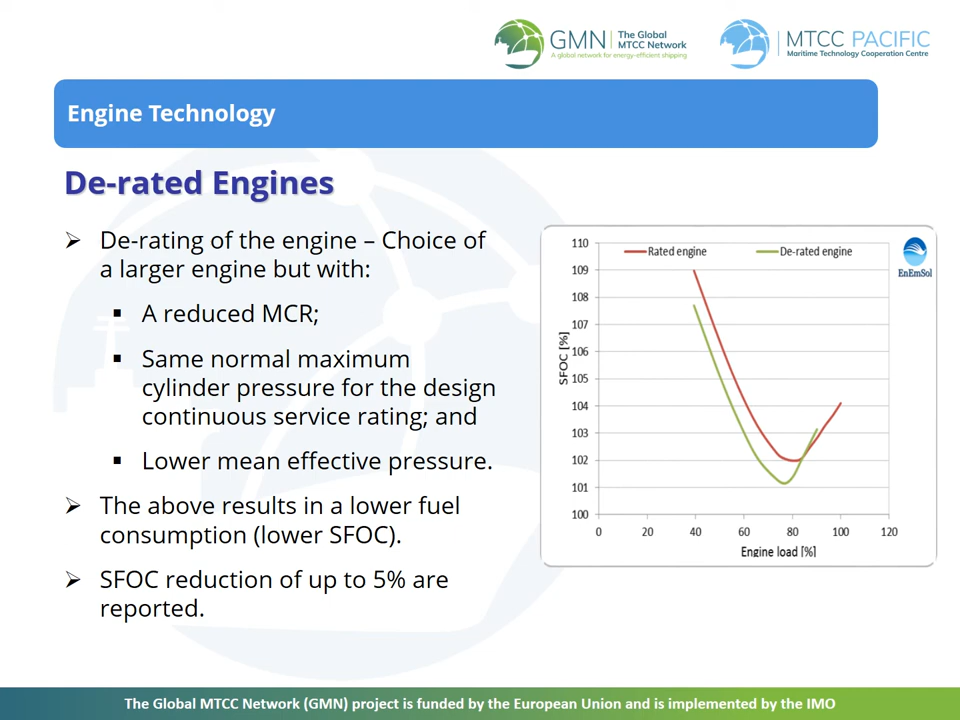 GMN
The Global
MTCC Network
A global network for energy-efficient shipping
MTCC PACIFIC
Maritime Technology Cooperation Centre
Engine Technology
De-rated Engines
➢ De-rating of the engine – Choice of
a larger engine but with:
▪ A reduced MCR;
▪ Same normal maximum
cylinder pressure for the design
continuous service rating; and
▪ Lower mean effective pressure.
➢ The above results in a lower fuel
consumption (lower SFOC).
➢ SFOC reduction of up to 5% are
reported.
Rated engine
De-rated engine
EnEmSol
SFOC [%]
110
109
108
107
106
105
104
103
102
101
100
0 20 40 60 80 100 120
Engine load [%]
The Global MTCC Network (GMN) project is funded by the European Union and is implemented by the IMO